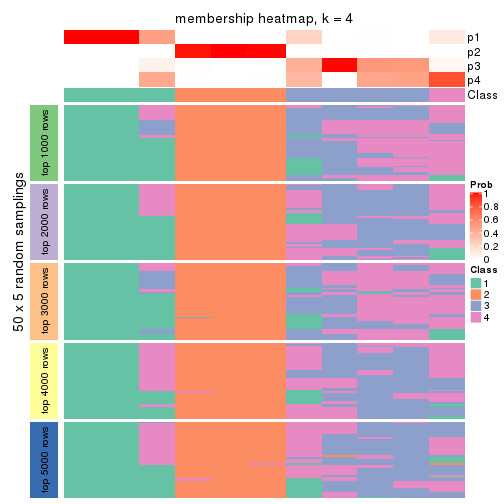 membership heatmap, k = 4
p1
p2
p3
p4
Class
50 x 5 random samplings
top 1000 rows
top 2000 rows
top 3000 rows
top 4000 rows
top 5000 rows
Prob
1
0.8
0.6
0.4
0.2
0
Class
1
2
3
4